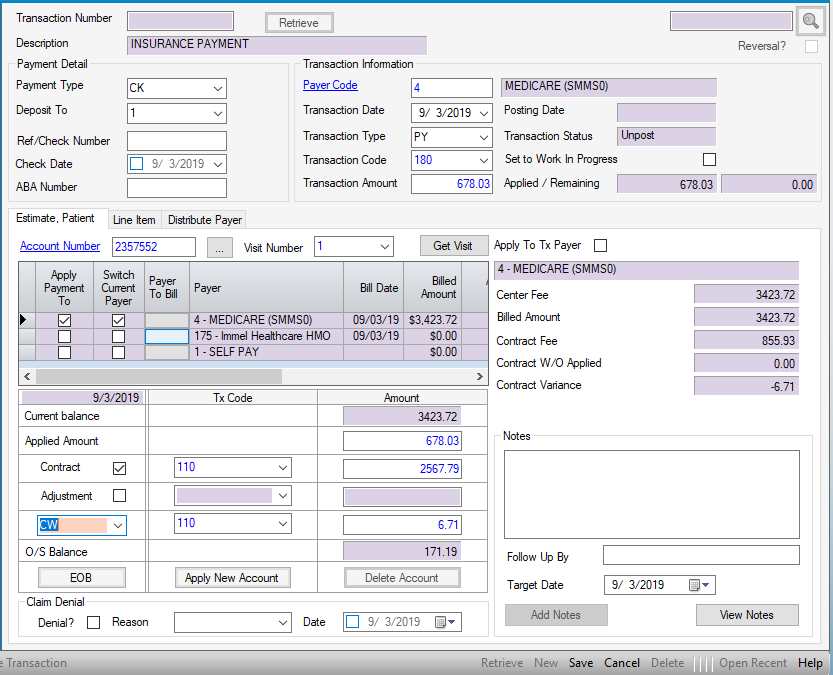 Transaction Number
Retrieve
Description
INSURANCE PAYMENT
Reversal?
Payment Detail
Payment Type
CK
Deposit To
1
Ref/Check Number
Check Date
9/ 3/2019
ABA Number
Transaction Information
Payer Code
4
MEDICARE (SMMS0)
Transaction Date
9/ 3/2019
Posting Date
Transaction Type
PY
Transaction Status
Unpost
Transaction Code
180
Set to Work In Progress
Transaction Amount
678.03
Applied / Remaining
678.03
0.00
Estimate, Patient
Line Item
Distribute Payer
Account Number
2357552
...
Visit Number
1
Get Visit
Apply To Tx Payer
Apply Payment To
Switch Current Payer
Payer To Bill
Payer
Bill Date
Billed Amount
4 - MEDICARE (SMMS0)
09/03/19
$3,423.72
175 - Immel Healthcare HMO
09/03/19
$0.00
1 - SELF PAY
$0.00
4 - MEDICARE (SMMS0)
Center Fee
3423.72
Billed Amount
3423.72
Contract Fee
855.93
Contract W/O Applied
0.00
Contract Variance
-6.71
9/3/2019
Tx Code
Amount
Current balance
3423.72
Applied Amount
678.03
Contract
110
2567.79
Adjustment
CW
110
6.71
O/S Balance
171.19
EOB
Apply New Account
Delete Account
Claim Denial
Denial?
Reason
Date
9/ 3/2019
Notes
Follow Up By
Target Date
9/ 3/2019
Add Notes
View Notes
e Transaction
Retrieve
New
Save
Cancel
Delete
Open Recent
Help